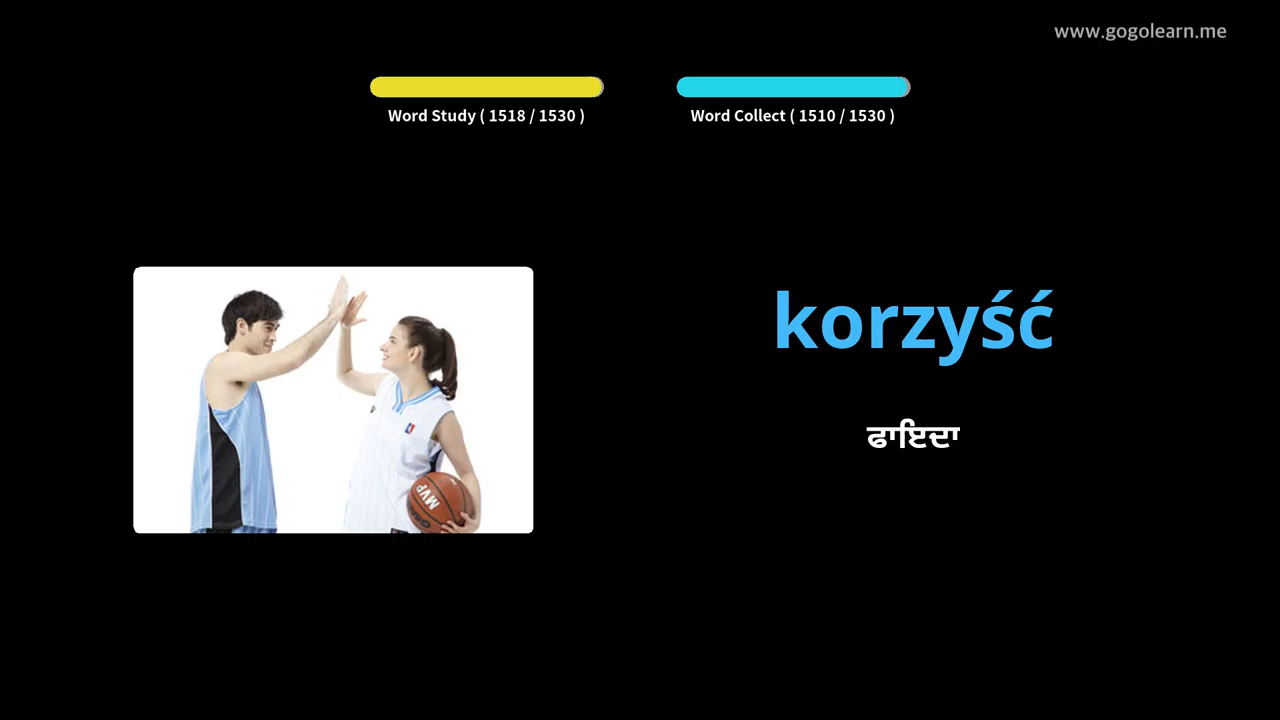 www.gogolearn.me
Word Study ( 1518 / 1530 )
Word Collect ( 1510 / 1530 )
korzyść
ਫਾਇਦਾ
MVP